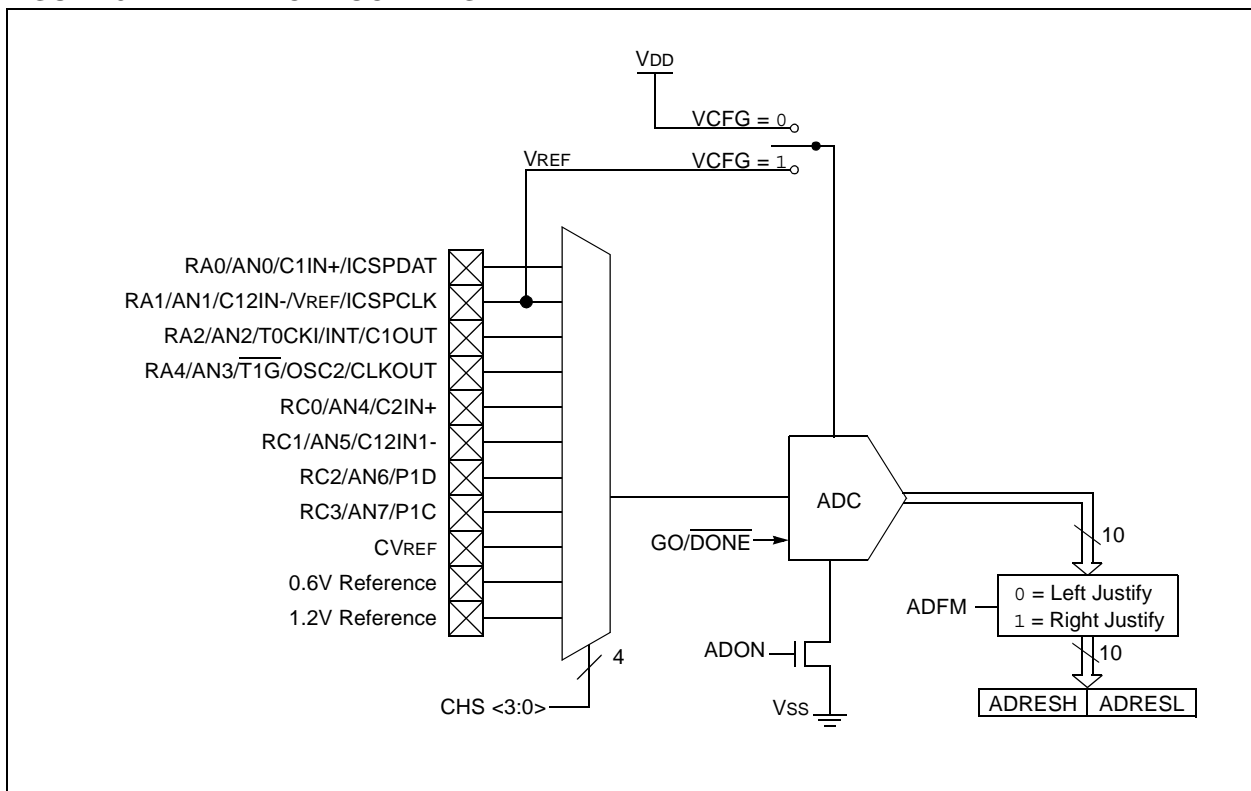 VDD
VCFG = 0
VREF
VCFG = 1
RA0/AN0/C1IN+/ICSPDAT
RA1/AN1/C12IN-/VREF/ICSPCLK
RA2/AN2/T0CKI/INT/C1OUT
RA4/AN3/T1G/OSC2/CLKOUT
RC0/AN4/C2IN+
RC1/AN5/C12IN1-
RC2/AN6/P1D
RC3/AN7/P1C
CVREF
0.6V Reference
1.2V Reference
4
CHS <3:0>
ADC
GO/DONE
ADON
VSS
10
ADFM
0 = Left Justify
1 = Right Justify
10
ADRESH ADRESL